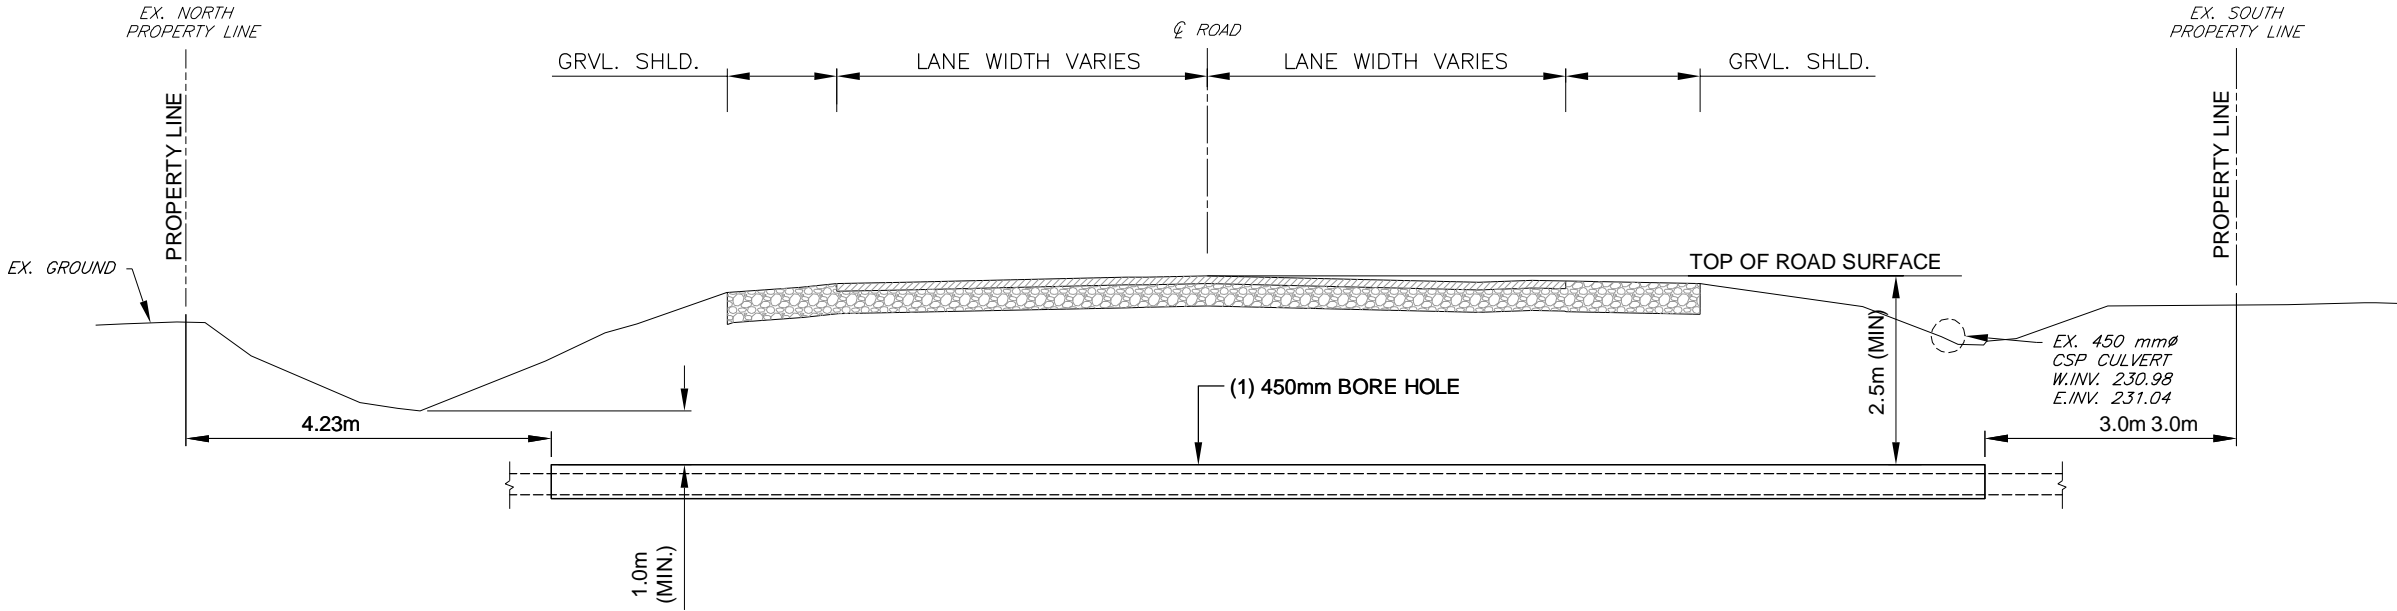 EX. NORTH
PROPERTY LINE
℄ ROAD
EX. SOUTH
PROPERTY LINE
GRVL. SHLD.
LANE WIDTH VARIES
LANE WIDTH VARIES
GRVL. SHLD.
PROPERTY LINE
PROPERTY LINE
EX. GROUND
TOP OF ROAD SURFACE
2.5m (MIN)
EX. 450 mmø
CSP CULVERT
W.INV. 230.98
E.INV. 231.04
(1) 450mm BORE HOLE
4.23m
3.0m 3.0m
1.0m
(MIN.)